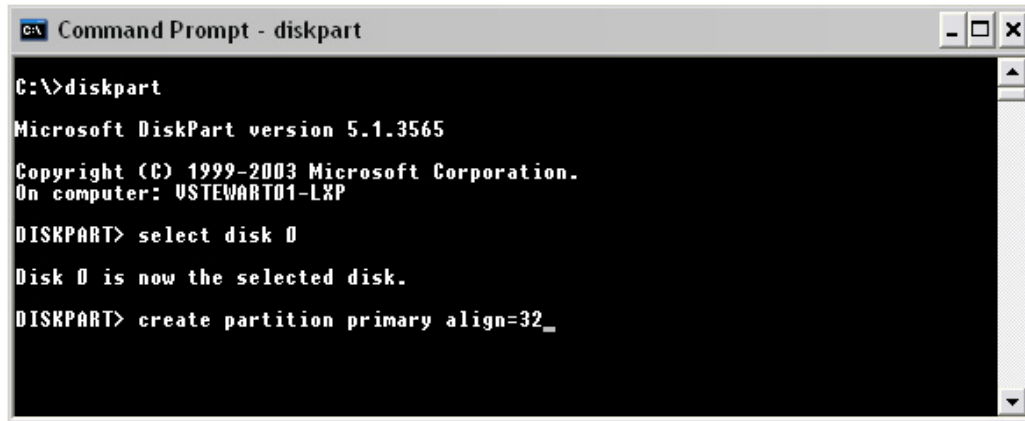 Command Prompt - diskpart
C:\>diskpart
Microsoft DiskPart version 5.1.3565
Copyright (C) 1999-2003 Microsoft Corporation.
On computer: VSTEWART01-LXP
DISKPART> select disk 0
Disk 0 is now the selected disk.
DISKPART> create partition primary align=32_